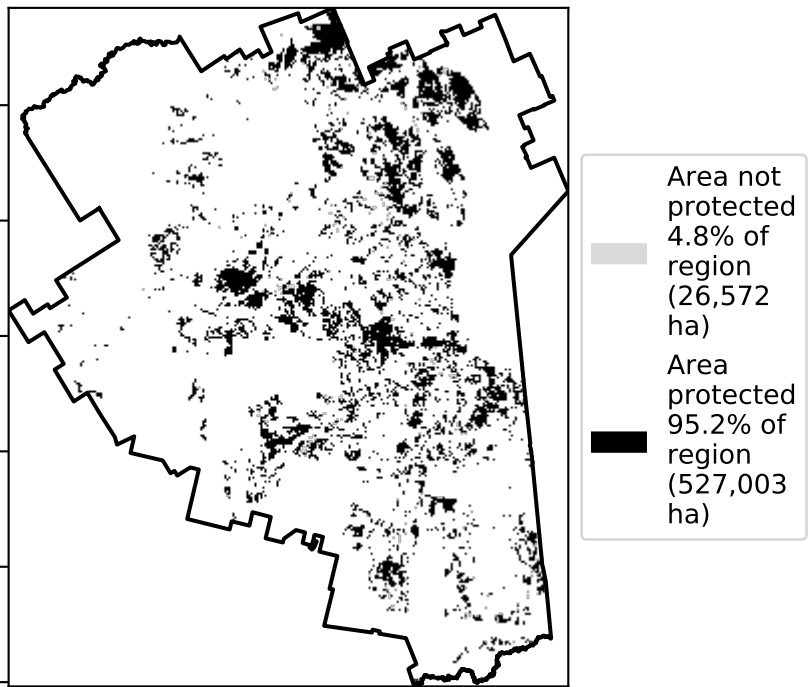 Area not
protected
4.8% of
region
(26,572
ha)
Area
protected
95.2% of
region
(527,003
ha)